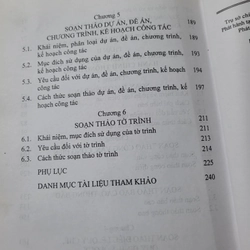 Chương 5
SOẠN THẢO DỰ ÁN, ĐỀ ÁN, 189
CHƯƠNG TRÌNH, KẾ HOẠCH CÔNG TÁC
5.1. Khái niệm, phân loại dự án, đề án, chương trình, 189
kế hoạch công tác
5.2. Mục đích sử dụng của dự án, đề án, chương trình, 193
kế hoạch công tác
5.3. Yêu cầu đối với dự án, đề án, chương trình, kế hoạch 194
công tác
5.4. Cách thức soạn thảo dự án, đề án, chương trình, kế hoạch 197
công tác
Chương 6
SOẠN THẢO TỜ TRÌNH 211
6.1. Khái niệm, mục đích sử dụng của tờ trình 211
6.2. Yêu cầu đối với tờ trình 213
6.3. Cách thức soạn thảo tờ trình 214
PHỤ LỤC 225
DANH MỤC TÀI LIỆU THAM KHẢO 240
Trụ sở
Phát hành